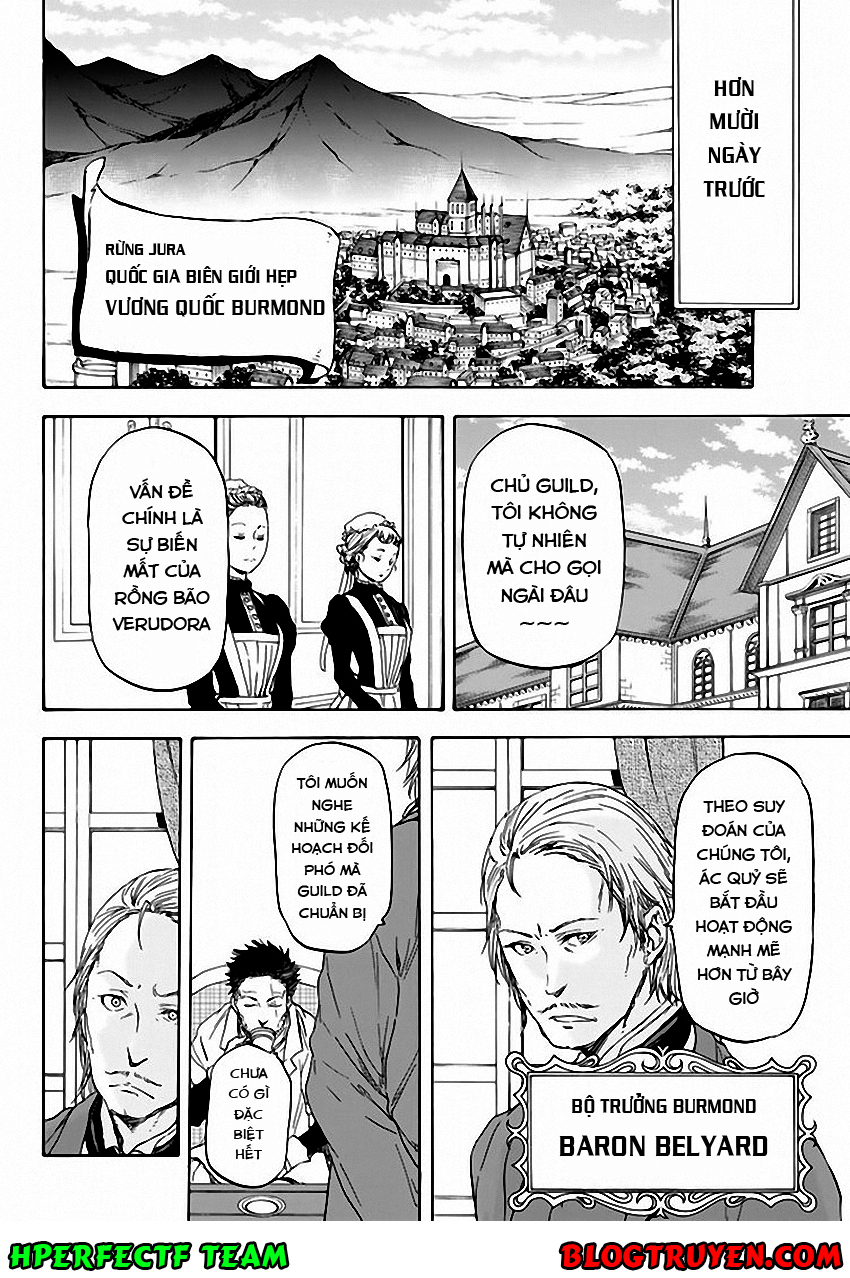 HƠN
MƯỜI
NGÀY
TRƯỚC
RỪNG JURA
QUỐC GIA BIÊN GIỚI HẸP
VƯƠNG QUỐC BURMOND
CHỦ GUILD,
TÔI KHÔNG
TỰ NHIÊN
MÀ CHO GỌI
NGÀI ĐÂU
~~~
VẤN ĐỀ
CHÍNH LÀ
SỰ BIẾN
MẤT CỦA
RỒNG BÃO
VERUDORA
THEO SUY
ĐOÁN CỦA
CHÚNG TÔI,
ÁC QUỶ SẼ
BẮT ĐẦU
HOẠT ĐỘNG
MẠNH MẼ
HƠN TỪ BÂY
GIỜ
BỘ TRƯỞNG BURMOND
BARON BELYARD
TÔI MUỐN
NGHE
NHỮNG KẾ
HOẠCH ĐỐI
PHÓ MÀ
GUILD ĐÃ
CHUẨN BỊ
CHƯA
CÓ GÌ
ĐẶC
BIỆT
HẾT
HPERFECTF TEAM
BLOGTRUYEN.COM